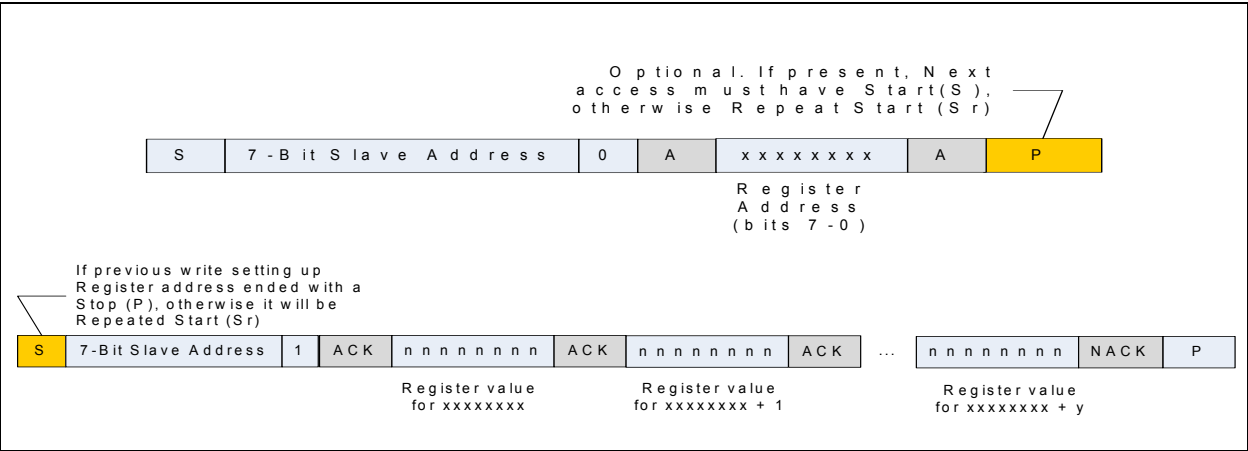 Optional. If present, Next
access must have Start(S),
otherwise Repeat Start (Sr)
S 7-Bit Slave Address 0 A xxxxxxxx A P
Register
Address
(bits 7-0)
If previous write setting up
Register address ended with a
Stop (P), otherwise it will be
Repeated Start (Sr)
S 7-Bit Slave Address 1 ACK nnnnnnnn ACK nnnnnnnn ACK ... nnnnnnnn NACK P
Register value
for xxxxxxxx
Register value
for xxxxxxxx + 1
Register value
for xxxxxxxx + y